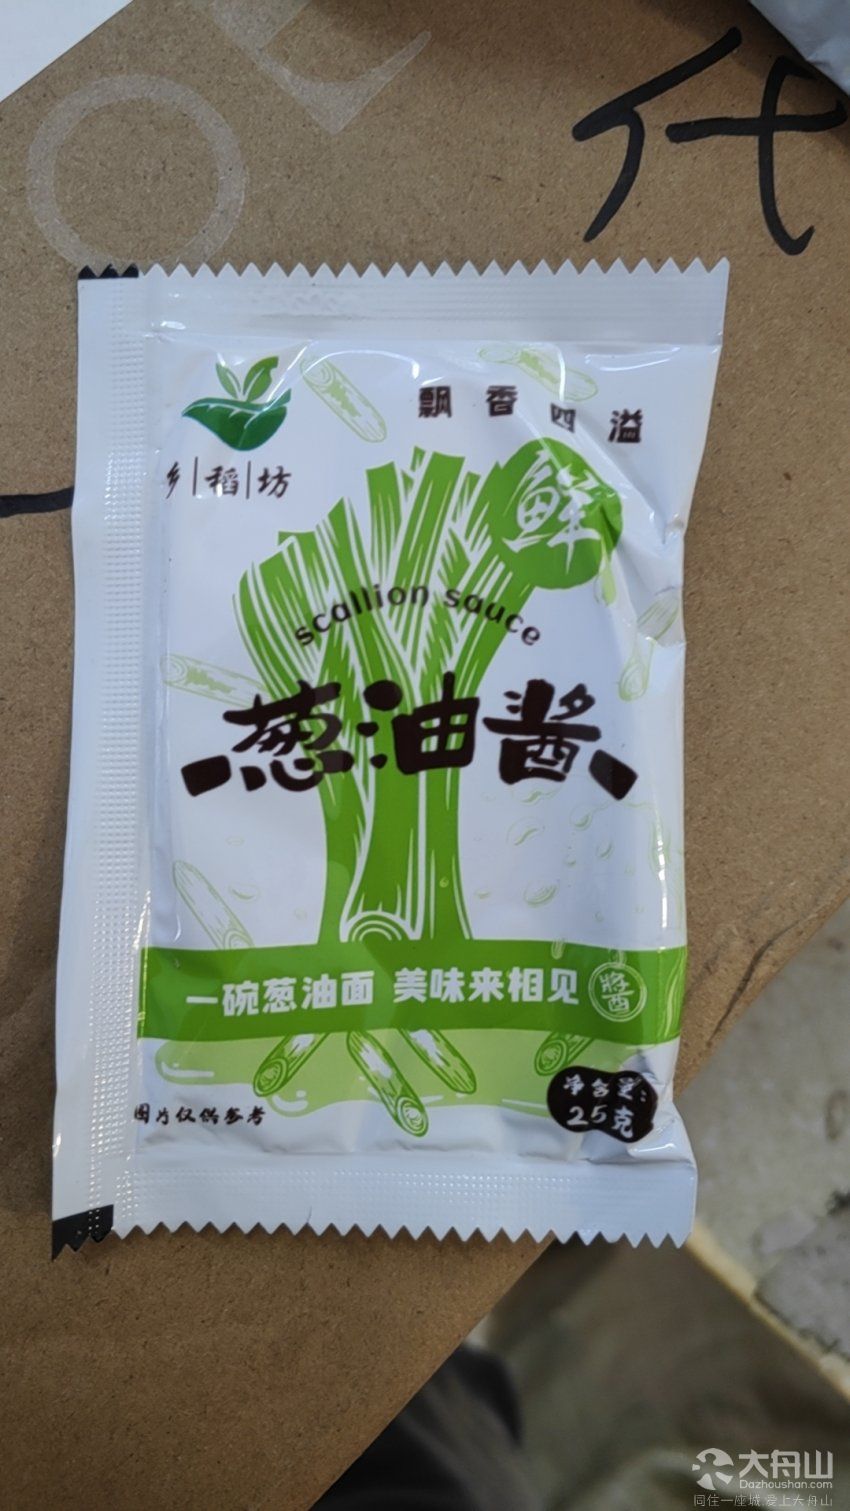 代
乡稻坊
飘香四溢
鲜
scallion sauce
葱油酱
一碗葱油面 美味来相见
醬
图片仅供参考
净含量:
25克
大舟山
Dazhoushan.com
同住一座城,爱上大舟山